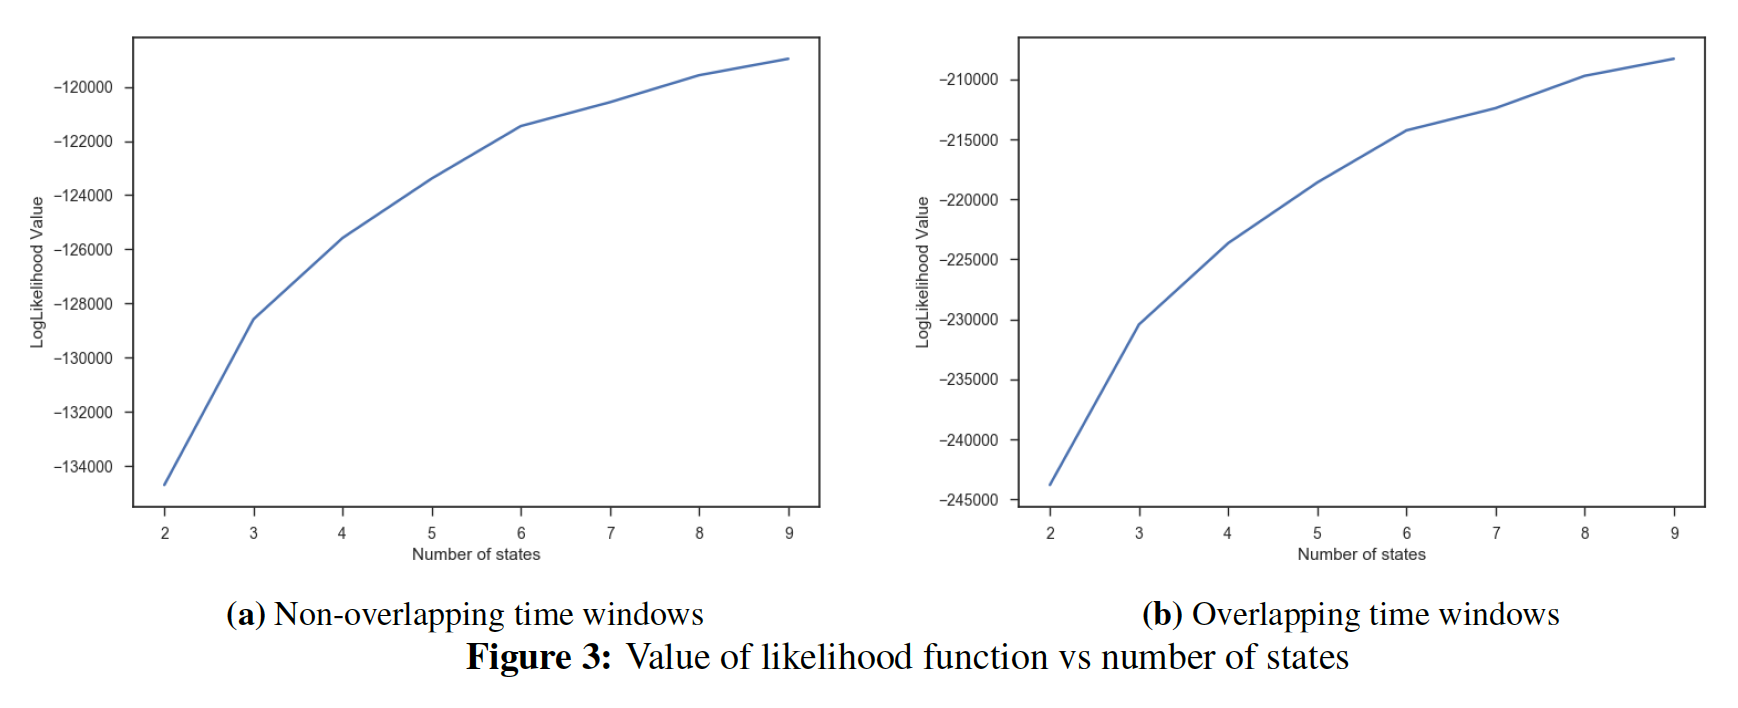 −120000
−122000
−124000
−126000
−128000
−130000
−132000
−134000
LogLikelihood Value
2 3 4 5 6 7 8 9
Number of states
(a) Non-overlapping time windows
−210000
−215000
−220000
−225000
−230000
−235000
−240000
−245000
LogLikelihood Value
2 3 4 5 6 7 8 9
Number of states
(b) Overlapping time windows
Figure 3: Value of likelihood function vs number of states